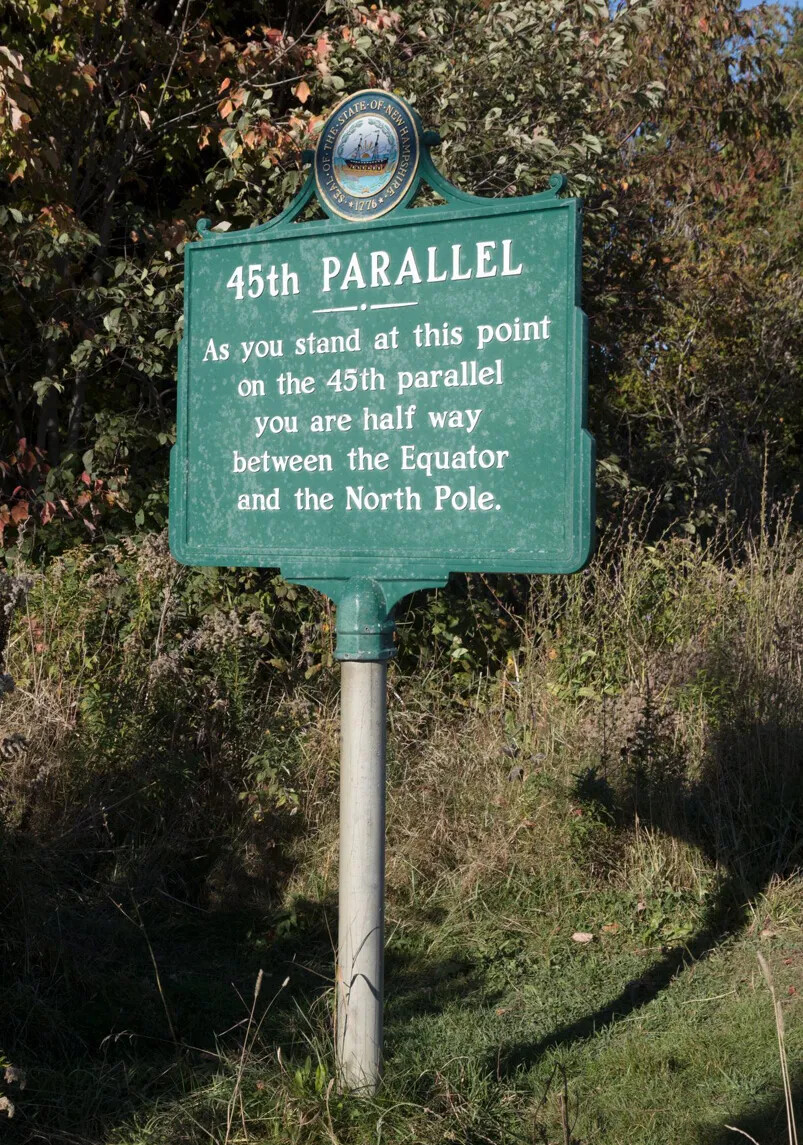 SEAL·OF·THE·STATE·OF·NEW HAMPSHIRE·
★1776★
45th PARALLEL
As you stand at this point
on the 45th parallel
you are half way
between the Equator
and the North Pole.